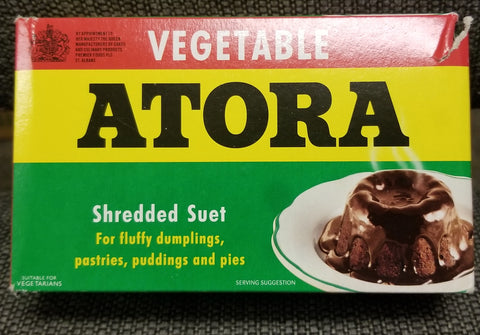 BY APPOINTMENT TO
HER MAJESTY THE QUEEN
MANUFACTURERS OF OXO
AND CULINARY PRODUCTS
PREMIER FOODS PLC
ST. ALBANS
VEGETABLE
ATORA
Shredded Suet
For fluffy dumplings,
pastries, puddings and pies
SUITABLE FOR
VEGETARIANS
SERVING SUGGESTION